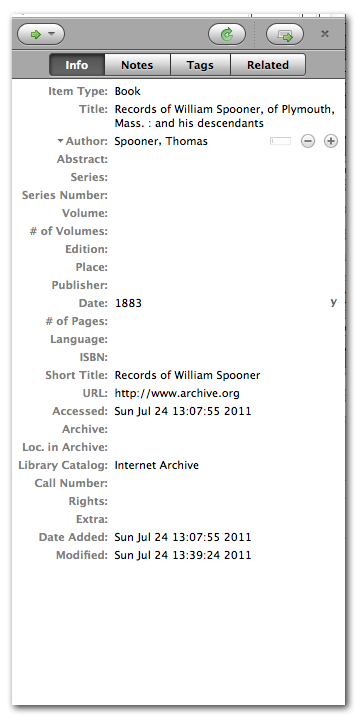 Info Notes Tags Related
Item Type: Book
Title: Records of William Spooner, of Plymouth,
Mass. : and his descendants
Author: Spooner, Thomas
Abstract:
Series:
Series Number:
Volume:
# of Volumes:
Edition:
Place:
Publisher:
Date: 1883 y
# of Pages:
Language:
ISBN:
Short Title: Records of William Spooner
URL: http://www.archive.org
Accessed: Sun Jul 24 13:07:55 2011
Archive:
Loc. in Archive:
Library Catalog: Internet Archive
Call Number:
Rights:
Extra:
Date Added: Sun Jul 24 13:07:55 2011
Modified: Sun Jul 24 13:39:24 2011